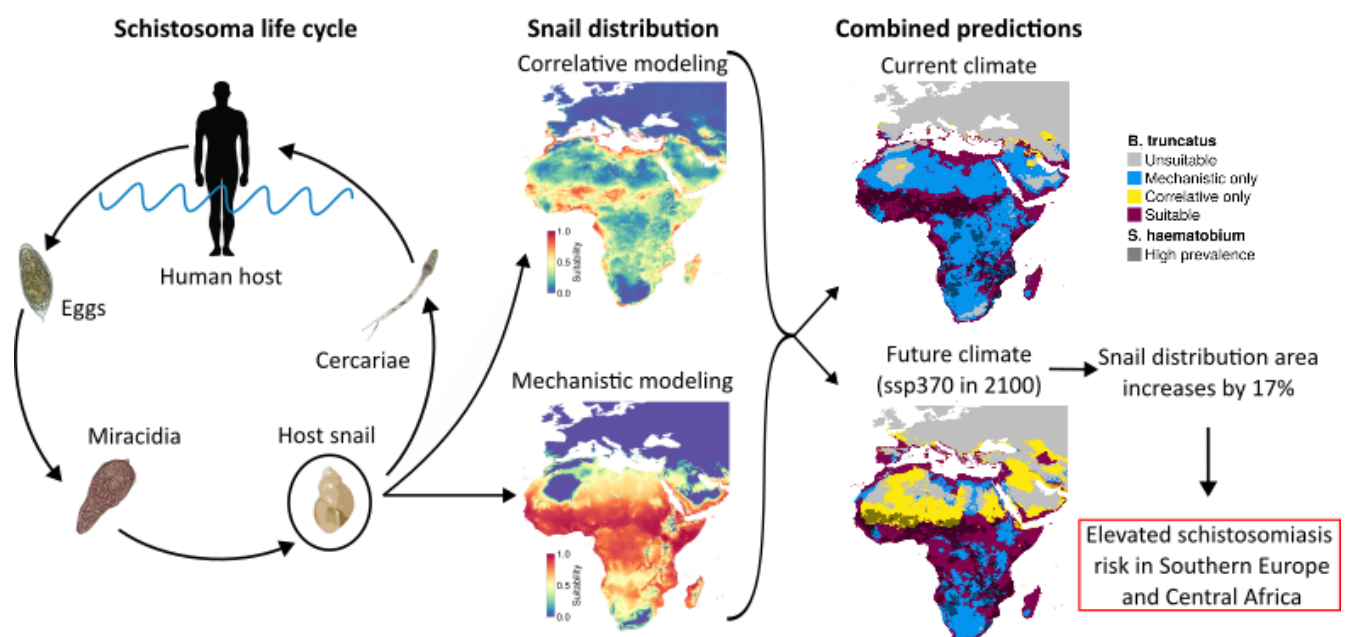 Schistosoma life cycle
Human host
Eggs
Cercariae
Miracidia
Host snail
Snail distribution
Correlative modeling
1.0
0.5
0.0
Suitability
Mechanistic modeling
1.0
0.5
0.0
Suitability
Combined predictions
Current climate
B. truncatus
Unsuitable
Mechanistic only
Correlative only
Suitable
S. haematobium
High prevalence
Future climate
(ssp370 in 2100)
Snail distribution area
increases by 17%
Elevated schistosomiasis
risk in Southern Europe
and Central Africa